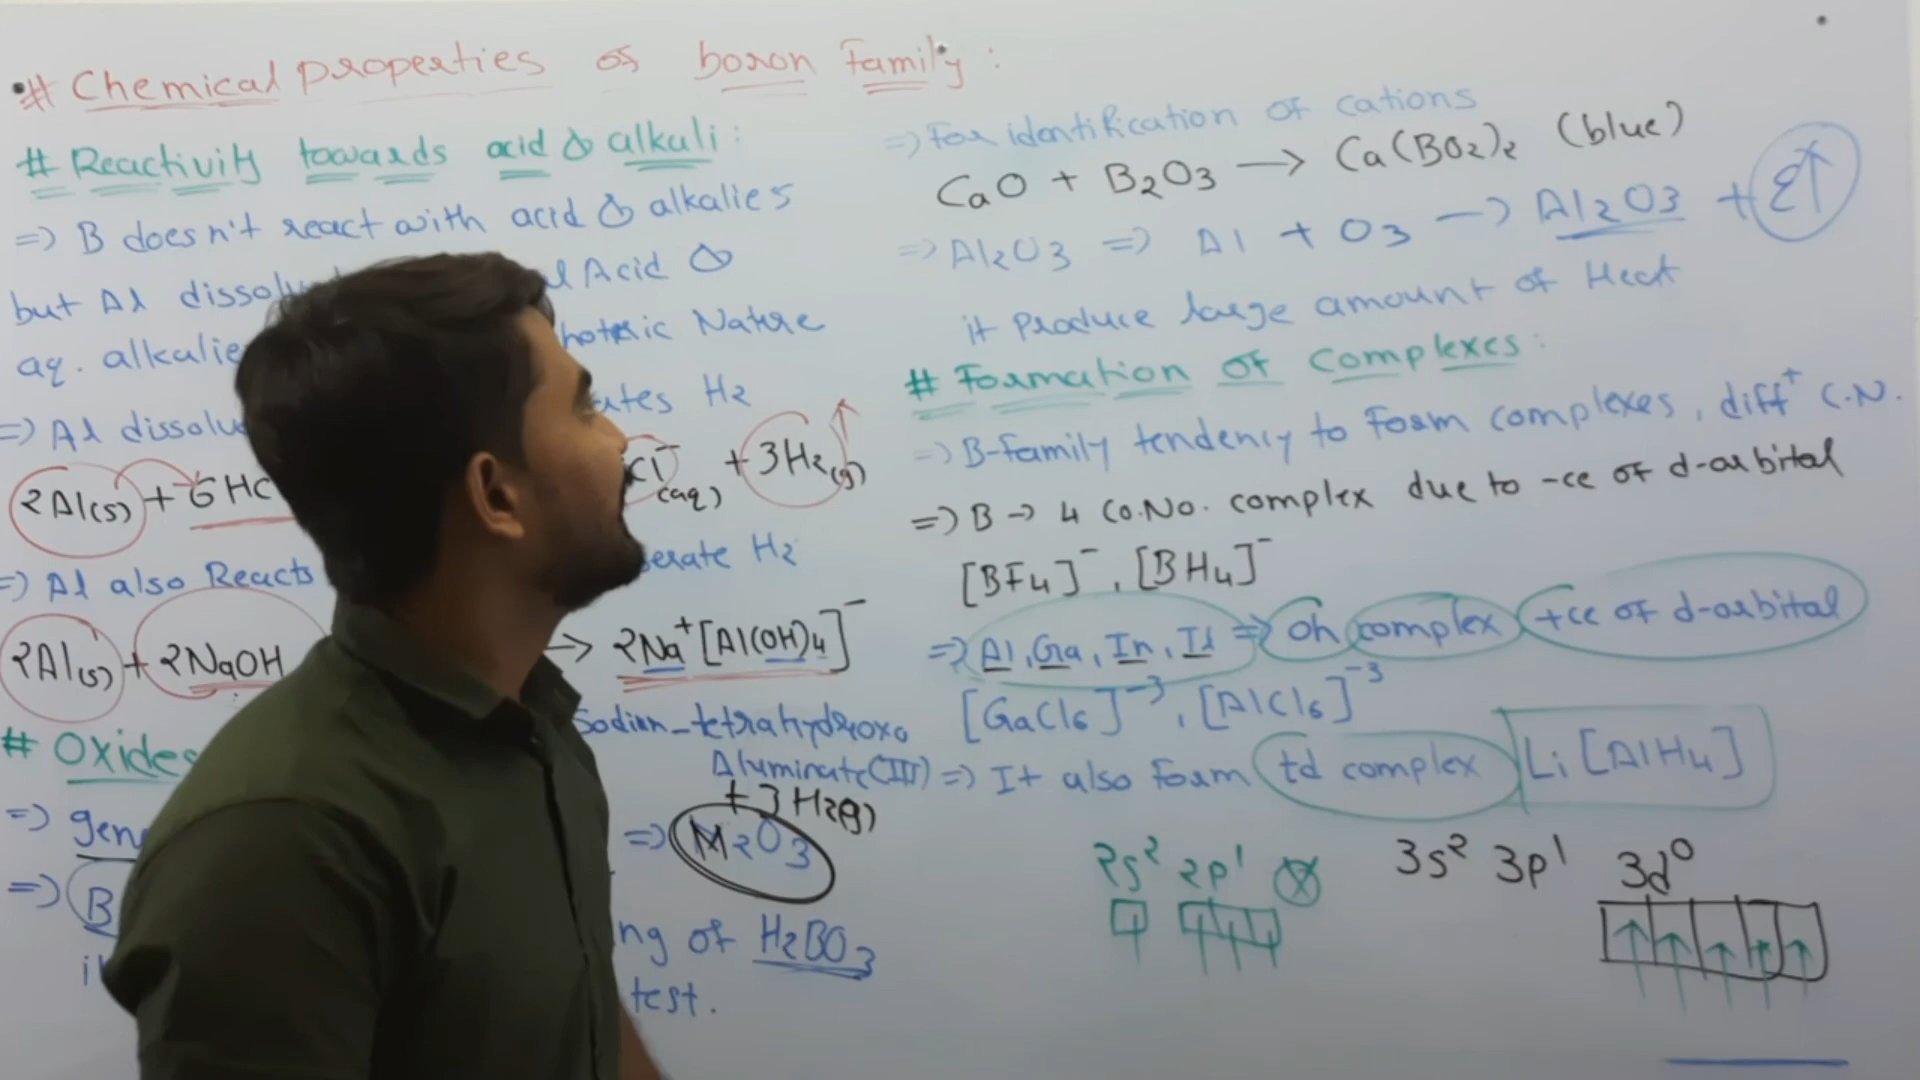 # Chemical properties of boron family:
# Reactivity towards acid & alkali:
=> B doesn't react with acid & alkalies
but Al dissol Acid &
aq. alkalie hoteric Nature
=> Al dissolv ates H2
2Al(s) + 6HC Cl-(aq) + 3H2(g)↑
=> Al also Reacts erate H2
2Al(s) + 2NaOH → 2Na+[Al(OH)4]-
Sodium-tetrahydroxo
Aluminate(III)
+ 3H2(g)
# Oxides
=> gen => M2O3
=> B
ng of H2BO3
test.
=> For identification of cations
CaO + B2O3 → Ca(BO2)2 (blue)
=> Al2O3 => Al + O3 → Al2O3 + E↑
it Produce large amount of Heat
# Formation of Complexes:
=> B-family tendency to form complexes, diff+ C.N.
=> B → 4 Co.No. complex due to -ce of d-orbital
[BF4]-, [BH4]-
=> Al, Ga, In, Tl => Oh complex +ce of d-orbital
[GaCl6]-3, [AlCl6]-3
=> It also form td complex Li[AlH4]
2s2 2p1 3s2 3p1 3d0